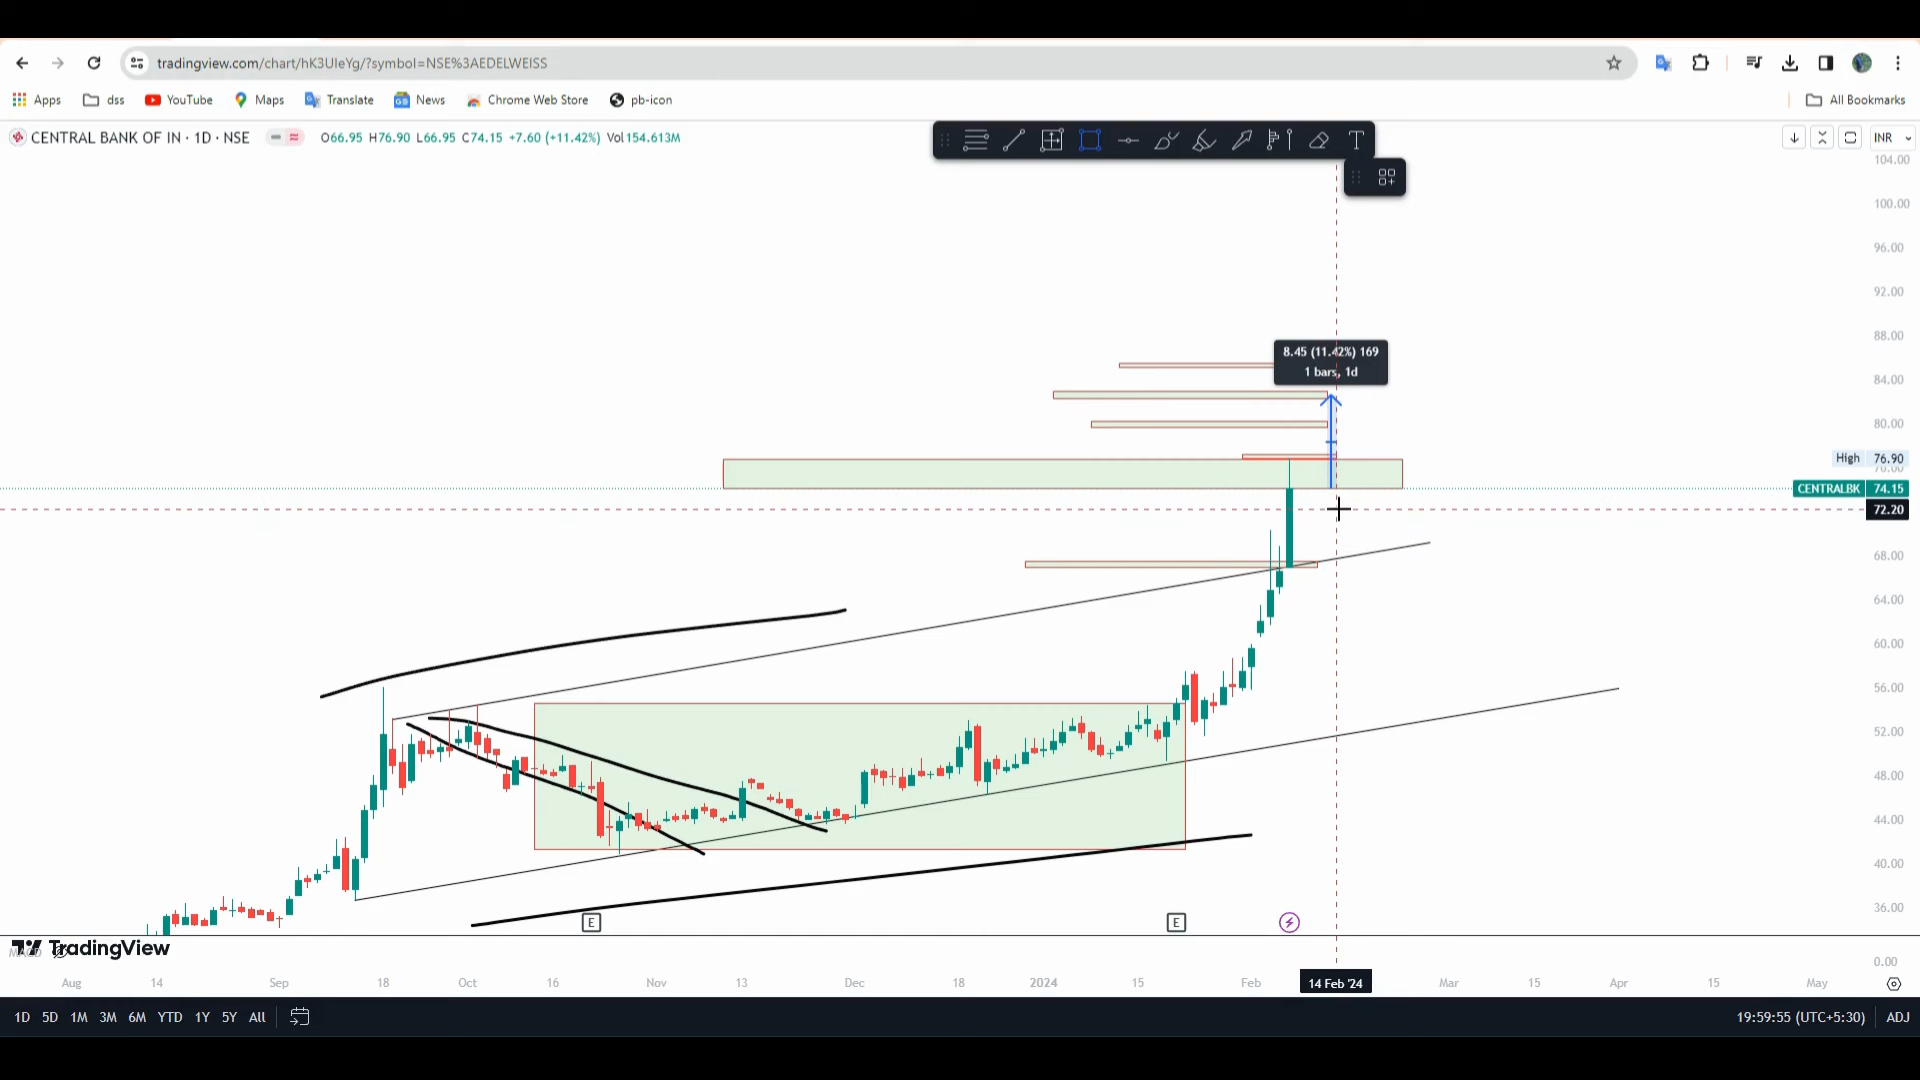 tradingview.com/chart/hK3UIeYg/?symbol=NSE%3AEDELWEISS
Apps dss YouTube Maps Translate News Chrome Web Store pb-icon All Bookmarks
CENTRAL BANK OF IN · 1D · NSE O66.95 H76.90 L66.95 C74.15 +7.60 (+11.42%) Vol154.613M INR
104.00
100.00
96.00
92.00
88.00
8.45 (11.42%) 169
1 bars, 1d
84.00
80.00
High 76.90
76.00
CENTRALBK 74.15
72.20
68.00
64.00
60.00
56.00
52.00
48.00
44.00
40.00
36.00
E E
TradingView
MACD
0.00
Aug 14 Sep 18 Oct 16 Nov 13 Dec 18 2024 15 Feb 14 Feb '24 Mar 15 Apr 15 May
1D 5D 1M 3M 6M YTD 1Y 5Y All 19:59:55 (UTC+5:30) ADJ